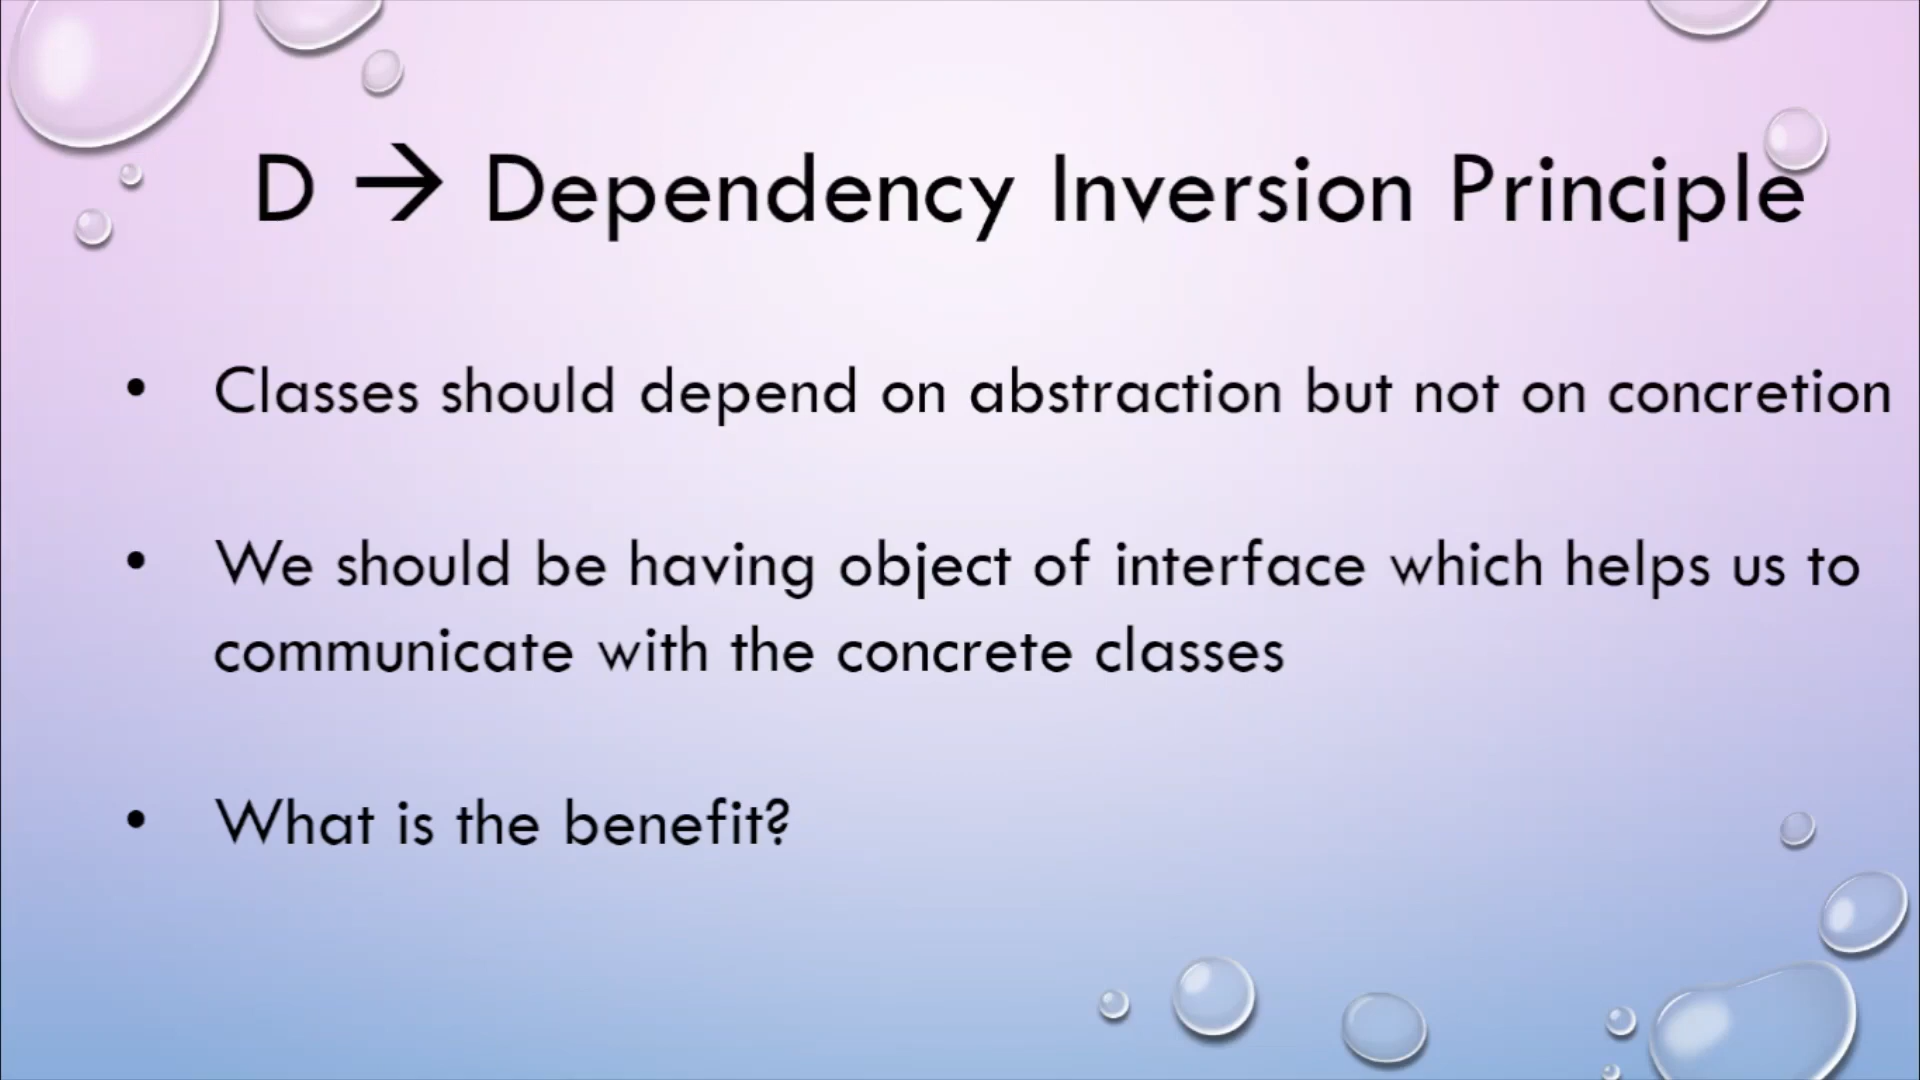 D → Dependency Inversion Principle
• Classes should depend on abstraction but not on concretion
• We should be having object of interface which helps us to
communicate with the concrete classes
• What is the benefit?